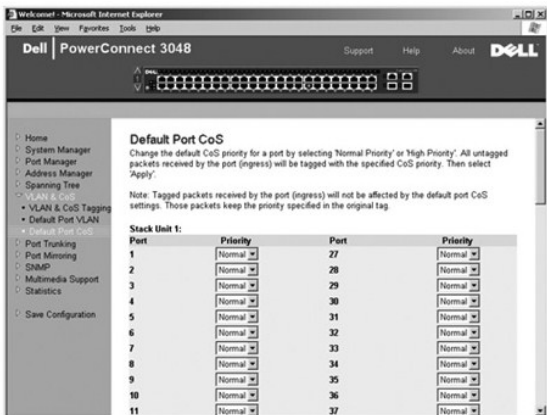 Welcome! - Microsoft Internet Explorer
File Edit View Favorites Tools Help
Dell | PowerConnect 3048
Support Help About DELL
Home
System Manager
Port Manager
Address Manager
Spanning Tree
VLAN & CoS
VLAN & CoS Tagging
Default Port VLAN
Default Port CoS
Port Trunking
Port Mirroring
SNMP
Multimedia Support
Statistics
Save Configuration
Default Port CoS
Change the default CoS priority for a port by selecting 'Normal Priority' or 'High Priority'. All untagged
packets received by the port (ingress) will be tagged with the specified CoS priority. Then select
'Apply'.
Note: Tagged packets received by the port (ingress) will not be affected by the default port CoS
settings. Those packets keep the priority specified in the original tag.
Stack Unit 1:
Port Priority Port Priority
1 Normal 27 Normal
2 Normal 28 Normal
3 Normal 29 Normal
4 Normal 30 Normal
5 Normal 31 Normal
6 Normal 32 Normal
7 Normal 33 Normal
8 Normal 34 Normal
9 Normal 35 Normal
10 Normal 36 Normal
11 Normal 37 Normal